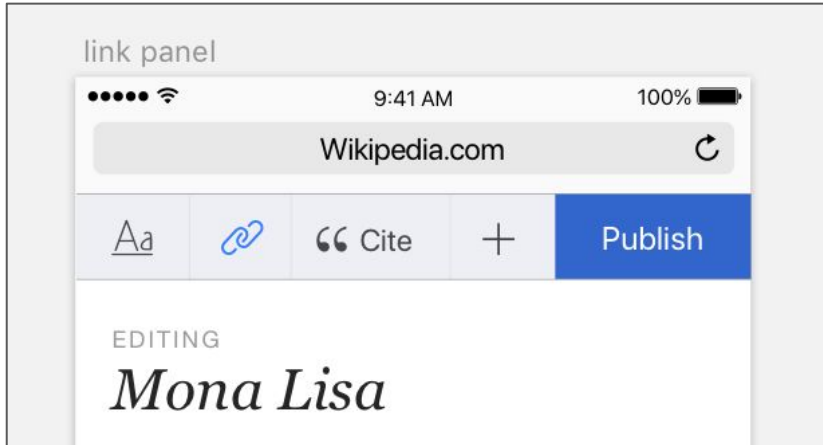 link panel
9:41 AM 100%
Wikipedia.com
Aa Cite + Publish
EDITING
Mona Lisa